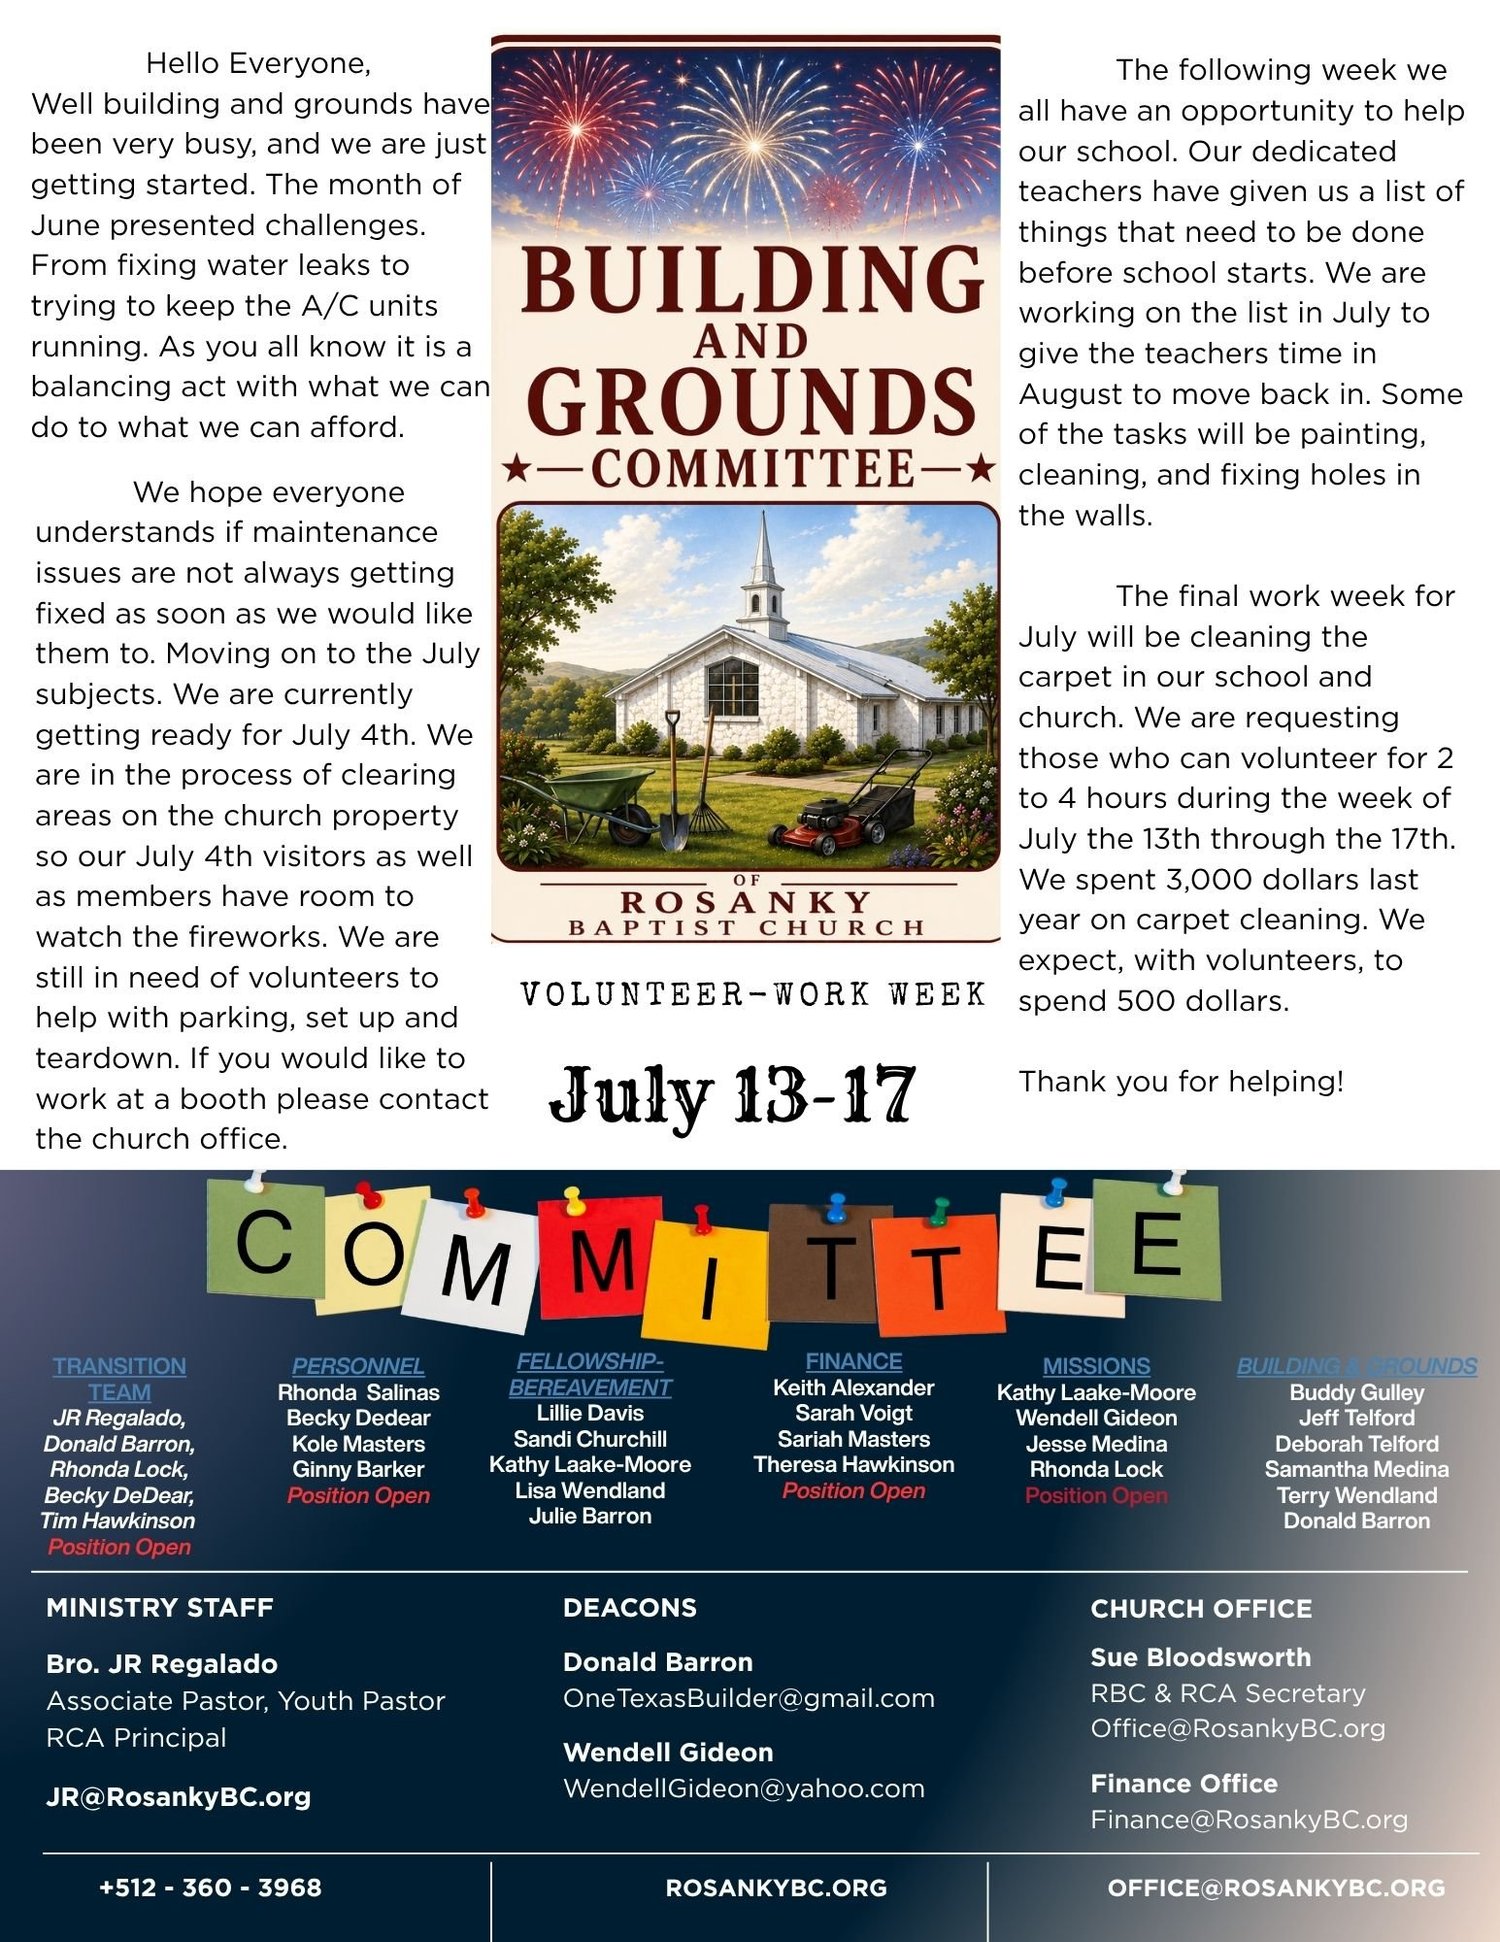 Hello Everyone,
Well building and grounds have
been very busy, and we are just
getting started. The month of
June presented challenges.
From fixing water leaks to
trying to keep the A/C units
running. As you all know it is a
balancing act with what we can
do to what we can afford.
We hope everyone
understands if maintenance
issues are not always getting
fixed as soon as we would like
them to. Moving on to the July
subjects. We are currently
getting ready for July 4th. We
are in the process of clearing
areas on the church property
so our July 4th visitors as well
as members have room to
watch the fireworks. We are
still in need of volunteers to
help with parking, set up and
teardown. If you would like to
work at a booth please contact
the church office.
BUILDING
AND
GROUNDS
COMMITTEE
OF
ROSANKY
BAPTIST CHURCH
VOLUNTEER-WORK WEEK
July 13-17
The following week we
all have an opportunity to help
our school. Our dedicated
teachers have given us a list of
things that need to be done
before school starts. We are
working on the list in July to
give the teachers time in
August to move back in. Some
of the tasks will be painting,
cleaning, and fixing holes in
the walls.
The final work week for
July will be cleaning the
carpet in our school and
church. We are requesting
those who can volunteer for 2
to 4 hours during the week of
July the 13th through the 17th.
We spent 3,000 dollars last
year on carpet cleaning. We
expect, with volunteers, to
spend 500 dollars.
Thank you for helping!
COMMITTEE
TRANSITION
TEAM
JR Regalado,
Donald Barron,
Rhonda Lock,
Becky DeDear,
Tim Hawkinson
Position Open
PERSONNEL
Rhonda Salinas
Becky Dedear
Kole Masters
Ginny Barker
Position Open
FELLOWSHIP-
BEREAVEMENT
Lillie Davis
Sandi Churchill
Kathy Laake-Moore
Lisa Wendland
Julie Barron
FINANCE
Keith Alexander
Sarah Voigt
Sariah Masters
Theresa Hawkinson
Position Open
MISSIONS
Kathy Laake-Moore
Wendell Gideon
Jesse Medina
Rhonda Lock
Position Open
BUILDING & GROUNDS
Buddy Gulley
Jeff Telford
Deborah Telford
Samantha Medina
Terry Wendland
Donald Barron
MINISTRY STAFF
Bro. JR Regalado
Associate Pastor, Youth Pastor
RCA Principal
JR@RosankyBC.org
DEACONS
Donald Barron
OneTexasBuilder@gmail.com
Wendell Gideon
WendellGideon@yahoo.com
CHURCH OFFICE
Sue Bloodsworth
RBC & RCA Secretary
Office@RosankyBC.org
Finance Office
Finance@RosankyBC.org
+512 - 360 - 3968
ROSANKYBC.ORG
OFFICE@ROSANKYBC.ORG